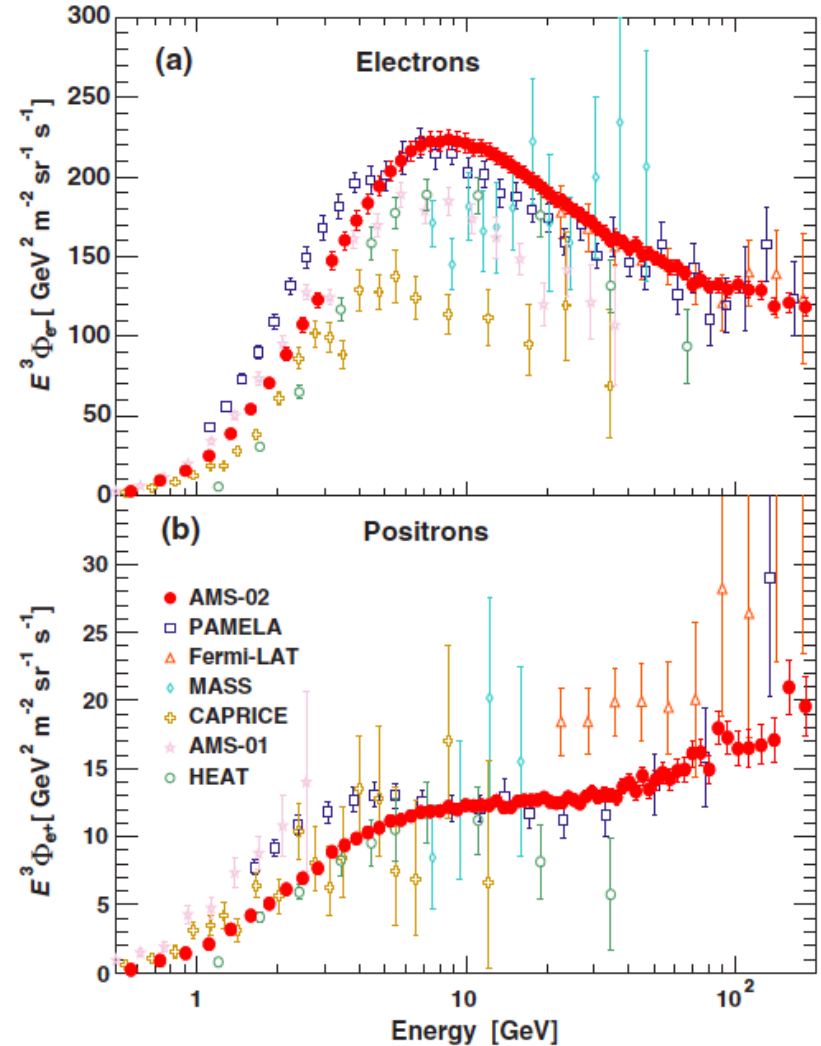 300
(a)
Electrons
250
200
150
100
50
0
E³Φe- [ GeV² m⁻² sr⁻¹ s⁻¹]
(b)
Positrons
30
AMS-02
PAMELA
25
Fermi-LAT
MASS
20
CAPRICE
AMS-01
15
HEAT
10
5
0
E³Φe+[ GeV² m⁻² sr⁻¹ s⁻¹]
1 10 10²
Energy [GeV]